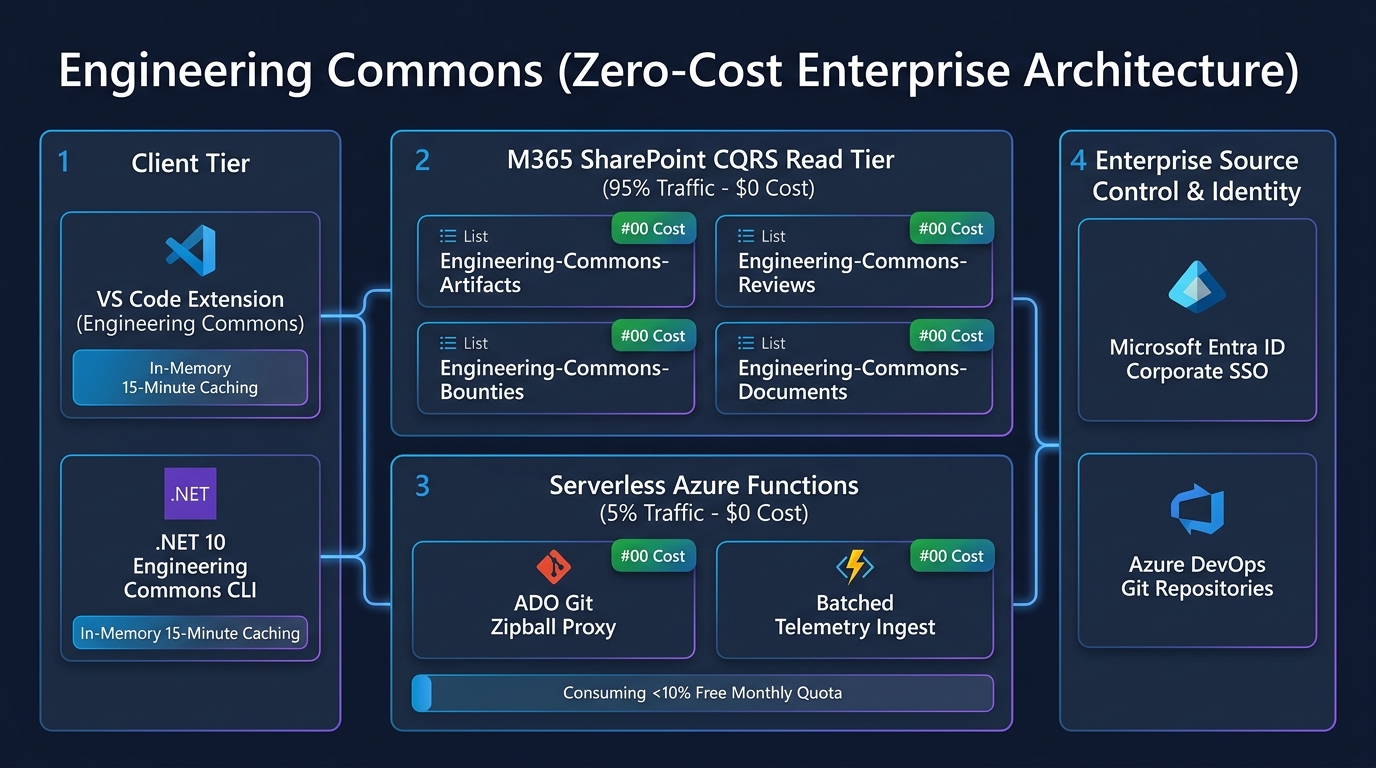 Engineering Commons (Zero-Cost Enterprise Architecture)
1
Client Tier
VS Code Extension
(Engineering Commons)
In-Memory
15-Minute Caching
.NET
.NET 10
Engineering
Commons CLI
In-Memory 15-Minute Caching
2
M365 SharePoint CQRS Read Tier
(95% Traffic - $0 Cost)
List
#00 Cost
Engineering-Commons-
Artifacts
List
#00 Cost
Engineering-Commons-
Reviews
List
#00 Cost
Engineering-Commons-
Bounties
List
#00 Cost
Engineering-Commons-
Documents
3
Serverless Azure Functions
(5% Traffic - $0 Cost)
#00 Cost
ADO Git
Zipball Proxy
#00 Cost
Batched
Telemetry Ingest
Consuming <10% Free Monthly Quota
4
Enterprise Source
Control & Identity
Microsoft Entra ID
Corporate SSO
Azure DevOps
Git Repositories